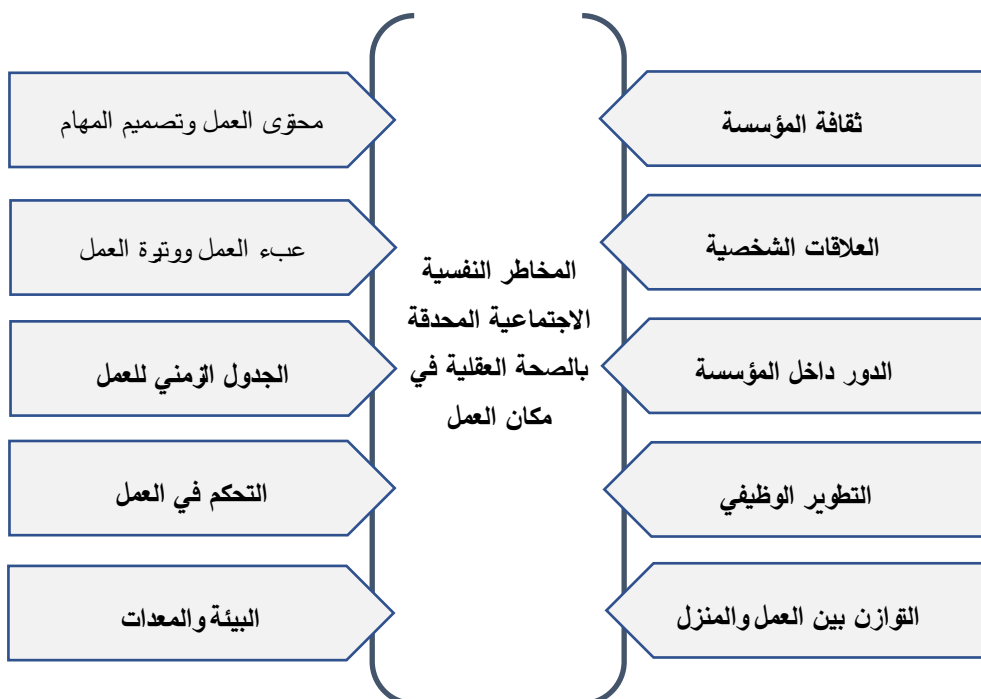 ثقافة المؤسسة
العلاقات الشخصية
الدور داخل المؤسسة
التطوير الوظيفي
التوازن بين العمل والمنزل
المخاطر النفسية
الاجتماعية المحدقة
بالصحة العقلية في
مكان العمل
محتوى العمل وتصميم المهام
عبء العمل ووتيرة العمل
الجدول الزمني للعمل
التحكم في العمل
البيئة والمعدات